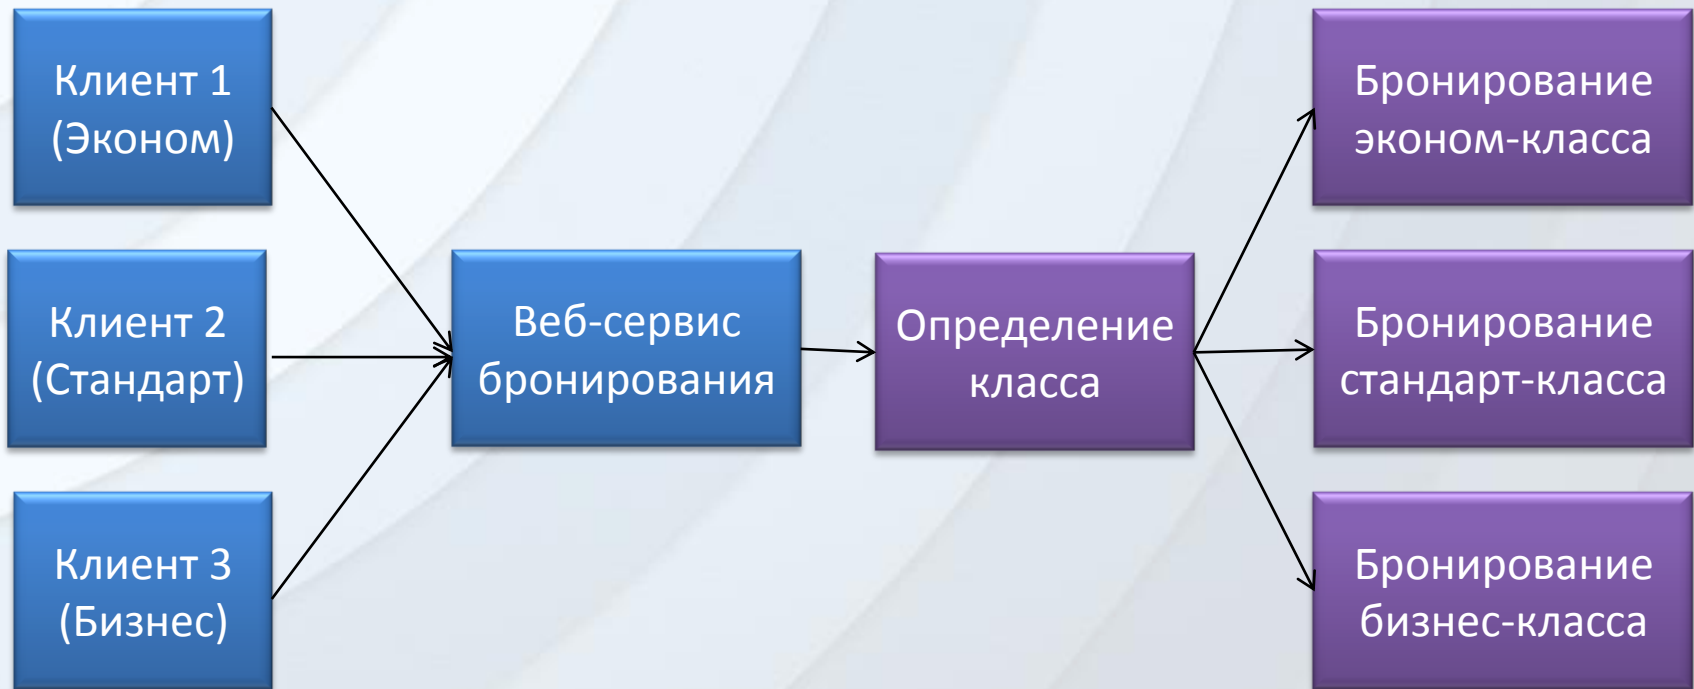 Клиент 1
(Эконом)
Клиент 2
(Стандарт)
Клиент 3
(Бизнес)
Веб-сервис
бронирования
Определение
класса
Бронирование
эконом-класса
Бронирование
стандарт-класса
Бронирование
бизнес-класса